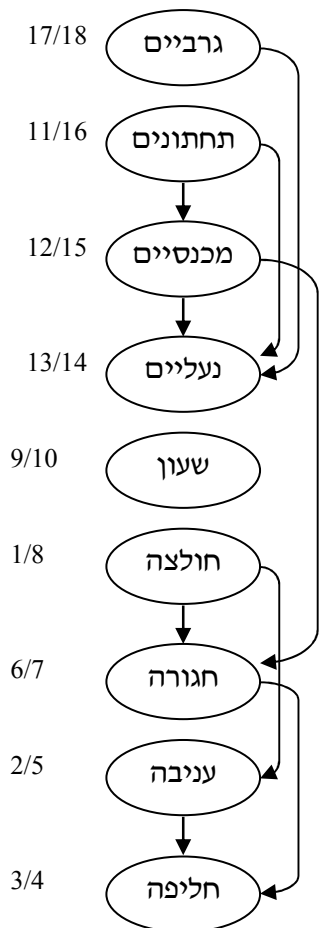 17/18 גרביים
11/16 תחתונים
12/15 מכנסיים
13/14 נעליים
9/10 שעון
1/8 חולצה
6/7 חגורה
2/5 עניבה
3/4 חליפה